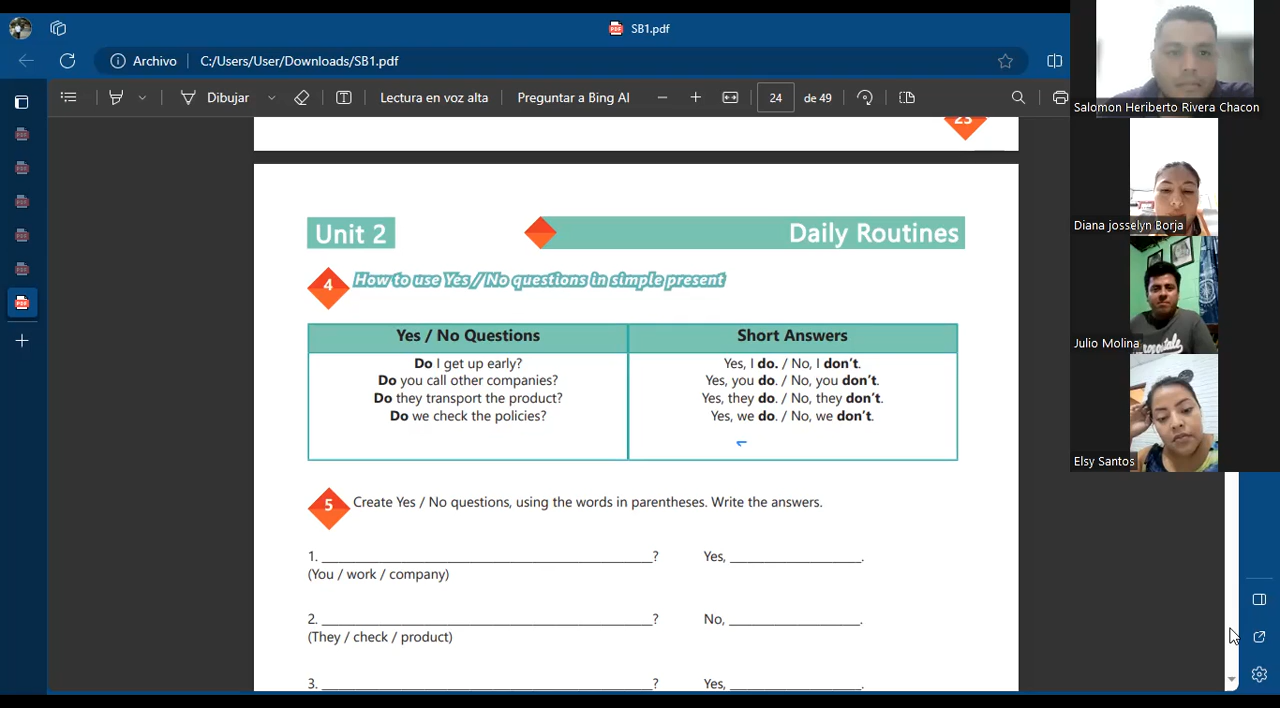 SB1.pdf
Archivo
C:/Users/User/Downloads/SB1.pdf
Dibujar
Lectura en voz alta
Preguntar a Bing AI
24
de 49
23
Unit 2
Daily Routines
4
How to use Yes / No questions in simple present
Yes / No Questions
Short Answers
Do I get up early?
Yes, I do. / No, I don't.
Do you call other companies?
Yes, you do. / No, you don't.
Do they transport the product?
Yes, they do. / No, they don't.
Do we check the policies?
Yes, we do. / No, we don't.
5
Create Yes / No questions, using the words in parentheses. Write the answers.
1. ______________________________________________?
Yes, __________________.
(You / work / company)
2. ______________________________________________?
No, __________________.
(They / check / product)
3. ______________________________________________?
Yes, __________________.
Salomon Heriberto Rivera Chacon
Diana josselyn Borja
Julio Molina
Elsy Santos